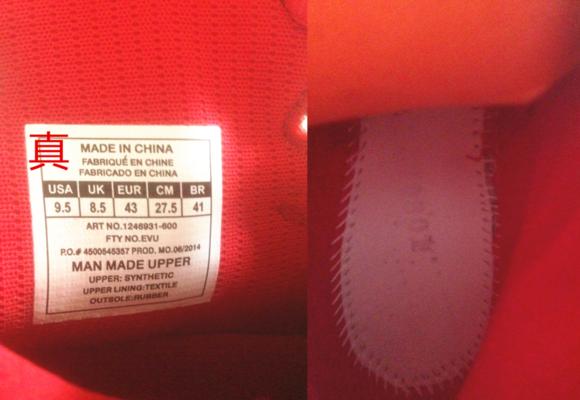 真
MADE IN CHINA
FABRIQUÉ EN CHINE
FABRICADO EN CHINA
USA UK EUR CM BR
9.5 8.5 43 27.5 41
ART NO.1246931-600
FTY NO.EVU
P.O.# 4500545357 PROD. MO.06/2014
MAN MADE UPPER
UPPER: SYNTHETIC
UPPER LINING:TEXTILE
OUTSOLE:RUBBER